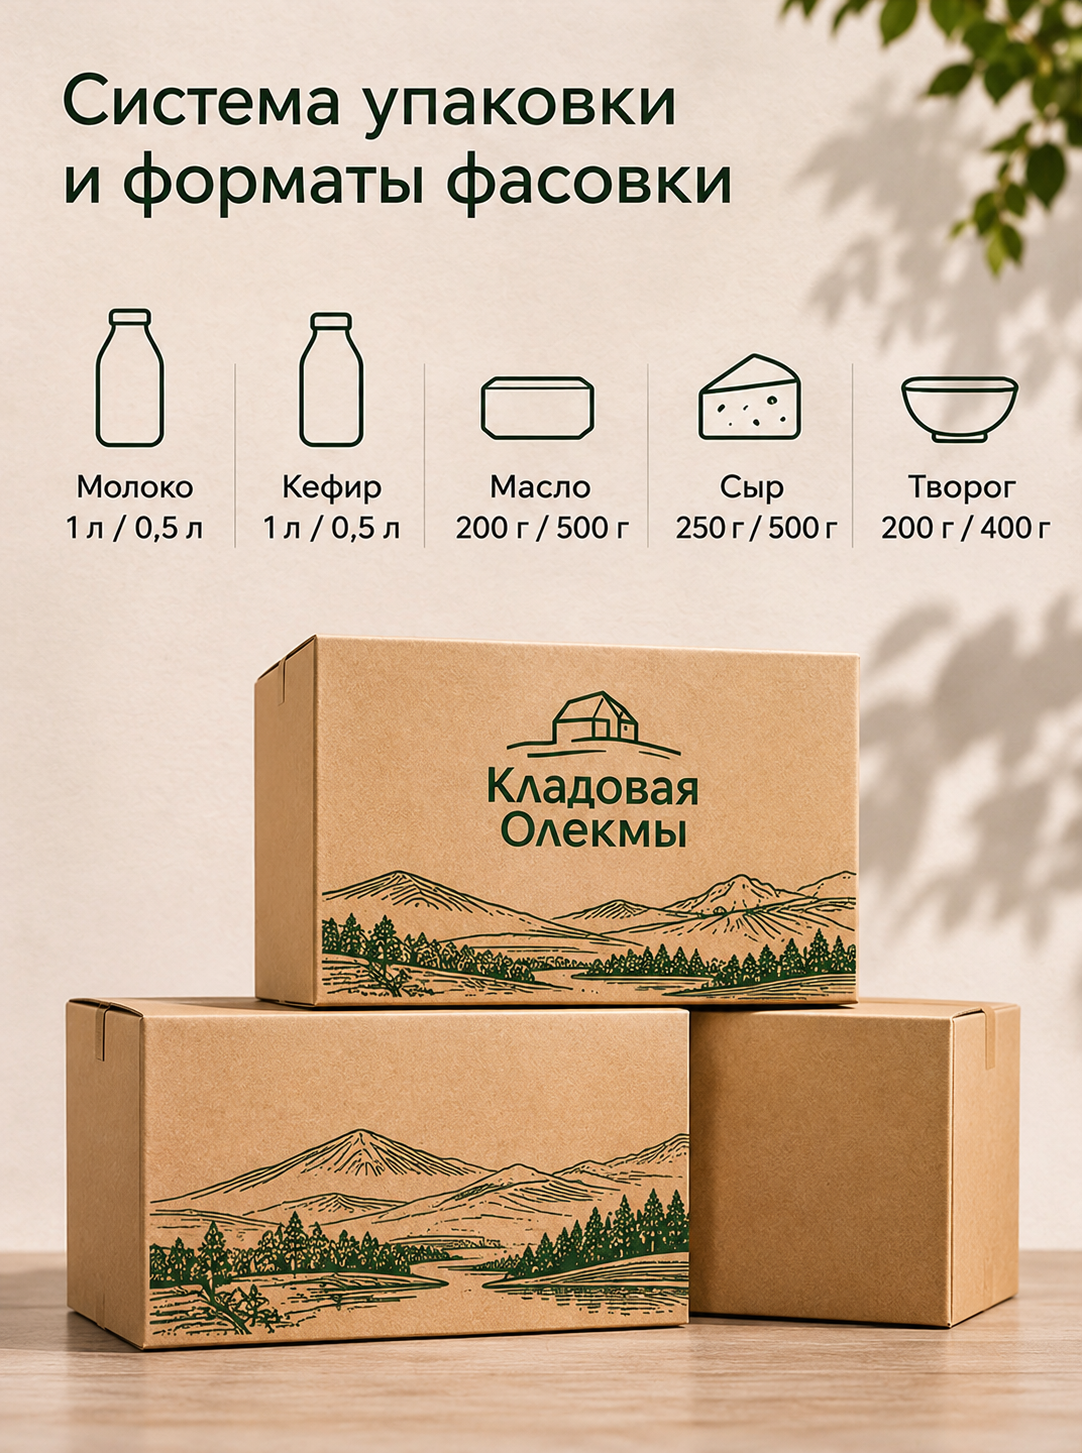 Система упаковки
и форматы фасовки
Молоко
1 л / 0,5 л
Кефир
1 л / 0,5 л
Масло
200 г / 500 г
Сыр
250 г / 500 г
Творог
200 г / 400 г
Кладовая
Олекмы